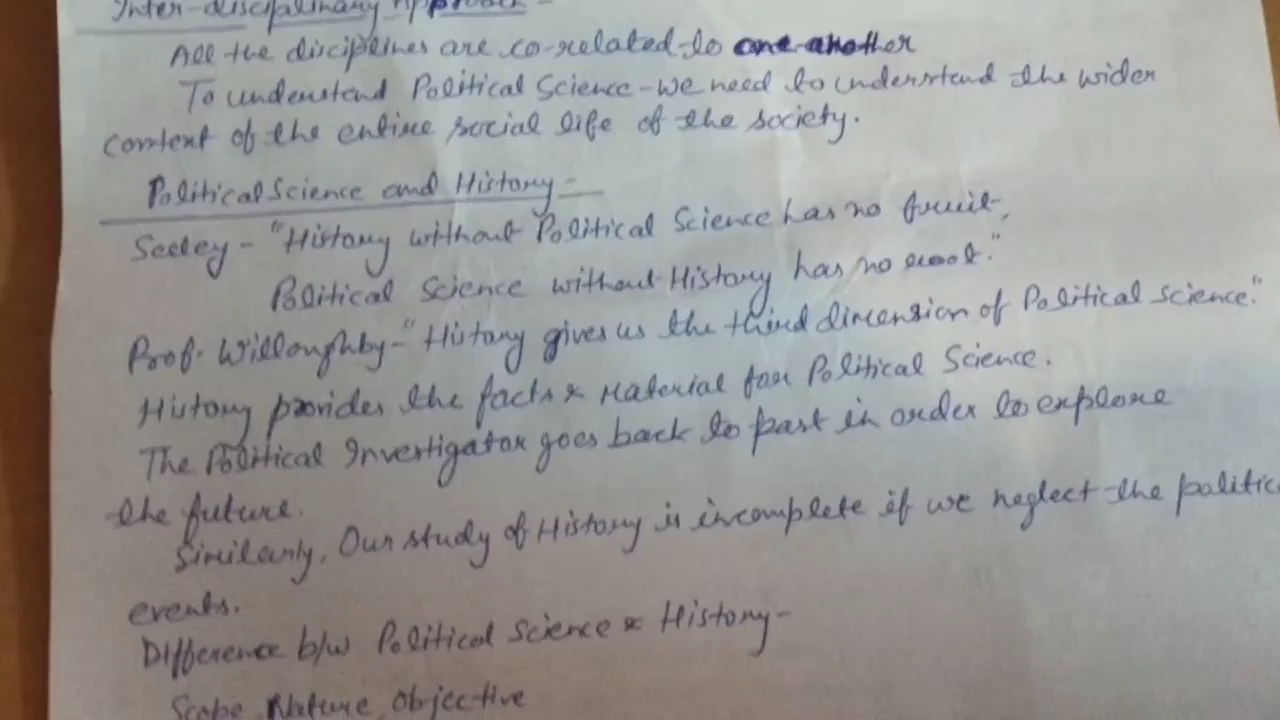 Inter-disciplinary Approach-
All the disciplines are co-related to one another
To understand Political Science - we need to understand the wider
context of the entire social life of the society.
Political Science and History -
Seeley - "History without Political Science has no fruit,
Political Science without History has no root."
Prof. Willoughby - "History gives us the third dimension of Political Science."
History provides the facts & material for Political Science.
The Political Investigator goes back to past in order to explore
the future.
Similarly, Our study of History is incomplete if we neglect the politic
events.
Difference b/w Political Science & History -
Scope, Nature, Objective